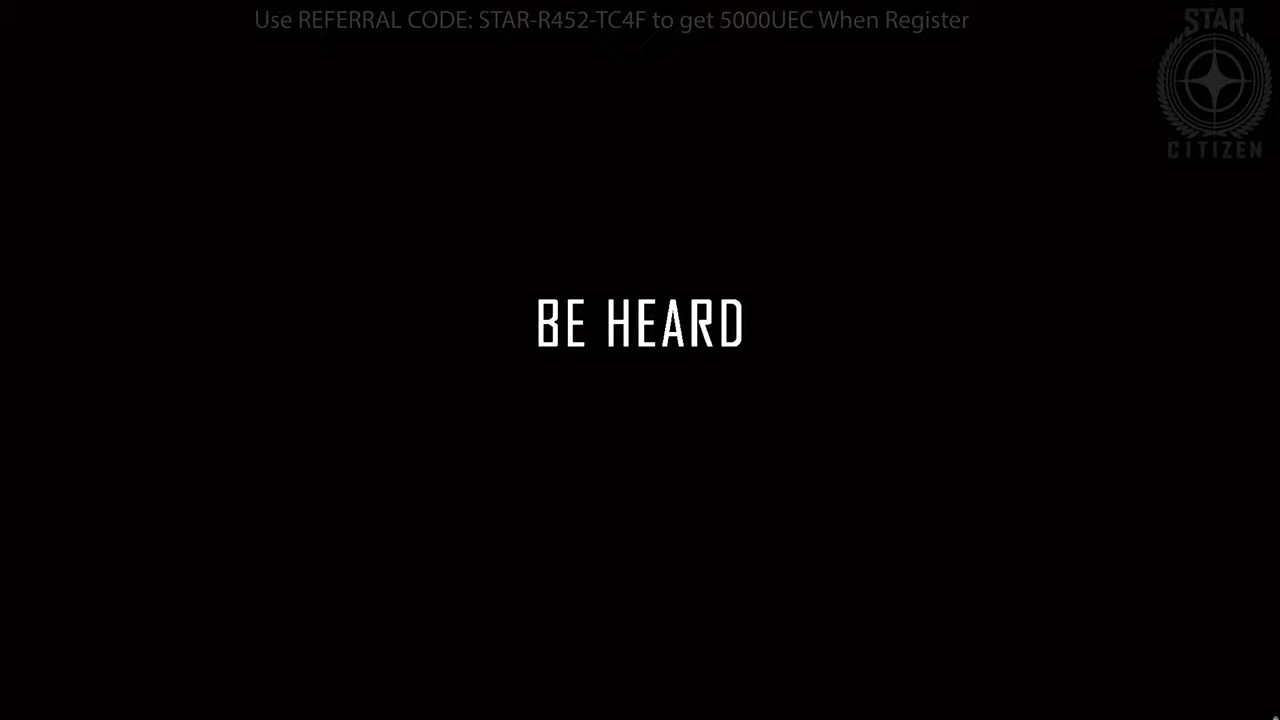 Use REFERRAL CODE: STAR-R452-TC4F to get 5000UEC When Register
STAR
CITIZEN
BE HEARD